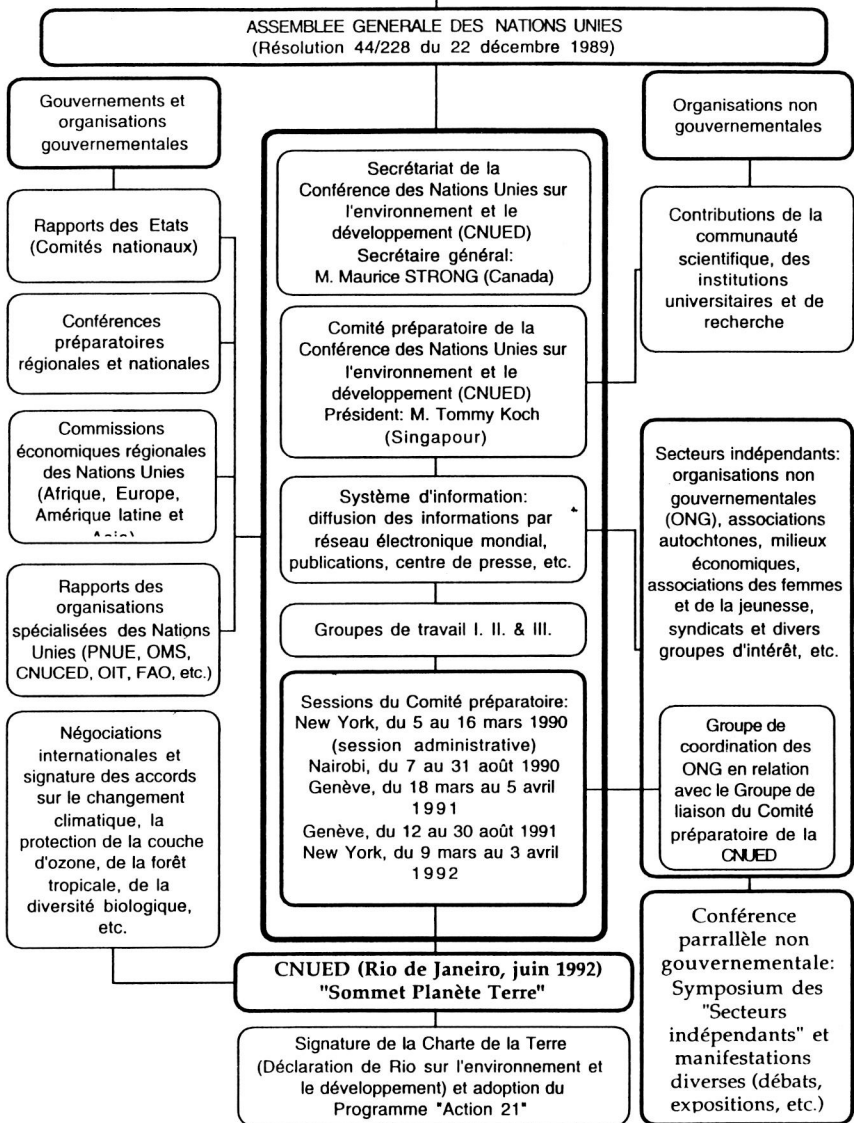 ASSEMBLEE GENERALE DES NATIONS UNIES
(Résolution 44/228 du 22 décembre 1989)
Gouvernements et
organisations
gouvernementales
Rapports des Etats
(Comités nationaux)
Conférences
préparatoires
régionales et nationales
Commissions
économiques régionales
des Nations Unies
(Afrique, Europe,
Amérique latine et
Asie)
Rapports des
organisations
spécialisées des Nations
Unies (PNUE, OMS,
CNUCED, OIT, FAO, etc.)
Négociations
internationales et
signature des accords
sur le changement
climatique, la
protection de la couche
d'ozone, de la forêt
tropicale, de la
diversité biologique,
etc.
Secrétariat de la
Conférence des Nations Unies sur
l'environnement et le
développement (CNUED)
Secrétaire général:
M. Maurice STRONG (Canada)
Comité préparatoire de la
Conférence des Nations Unies sur
l'environnement et le
développement (CNUED)
Président: M. Tommy Koch
(Singapour)
Système d'information:
diffusion des informations par
réseau électronique mondial,
publications, centre de presse, etc.
Groupes de travail I. II. & III.
Sessions du Comité préparatoire:
New York, du 5 au 16 mars 1990
(session administrative)
Nairobi, du 7 au 31 août 1990
Genève, du 18 mars au 5 avril
1991
Genève, du 12 au 30 août 1991
New York, du 9 mars au 3 avril
1992
Organisations non
gouvernementales
Contributions de la
communauté
scientifique, des
institutions
universitaires et de
recherche
Secteurs indépendants:
organisations non
gouvernementales
(ONG), associations
autochtones, milieux
économiques,
associations des femmes
et de la jeunesse,
syndicats et divers
groupes d'intérêt, etc.
Groupe de
coordination des
ONG en relation
avec le Groupe de
liaison du Comité
préparatoire de la
CNUED
Conférence
parrallèle non
gouvernementale:
Symposium des
"Secteurs
indépendants" et
manifestations
diverses (débats,
expositions, etc.)
CNUED (Rio de Janeiro, juin 1992)
"Sommet Planète Terre"
Signature de la Charte de la Terre
(Déclaration de Rio sur l'environnement et
le développement) et adoption du
Programme "Action 21"